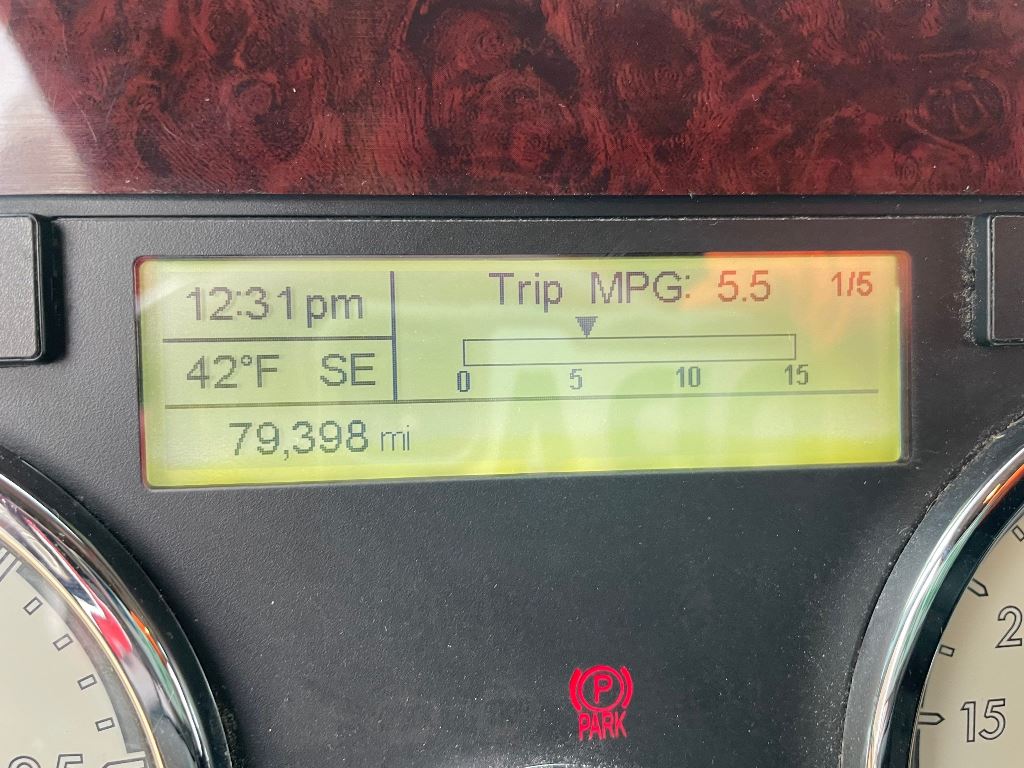 12:31 pm
Trip MPG: 5.5 1/5
42°F SE
0 5 10 15
79,398 mi
P
PARK
15